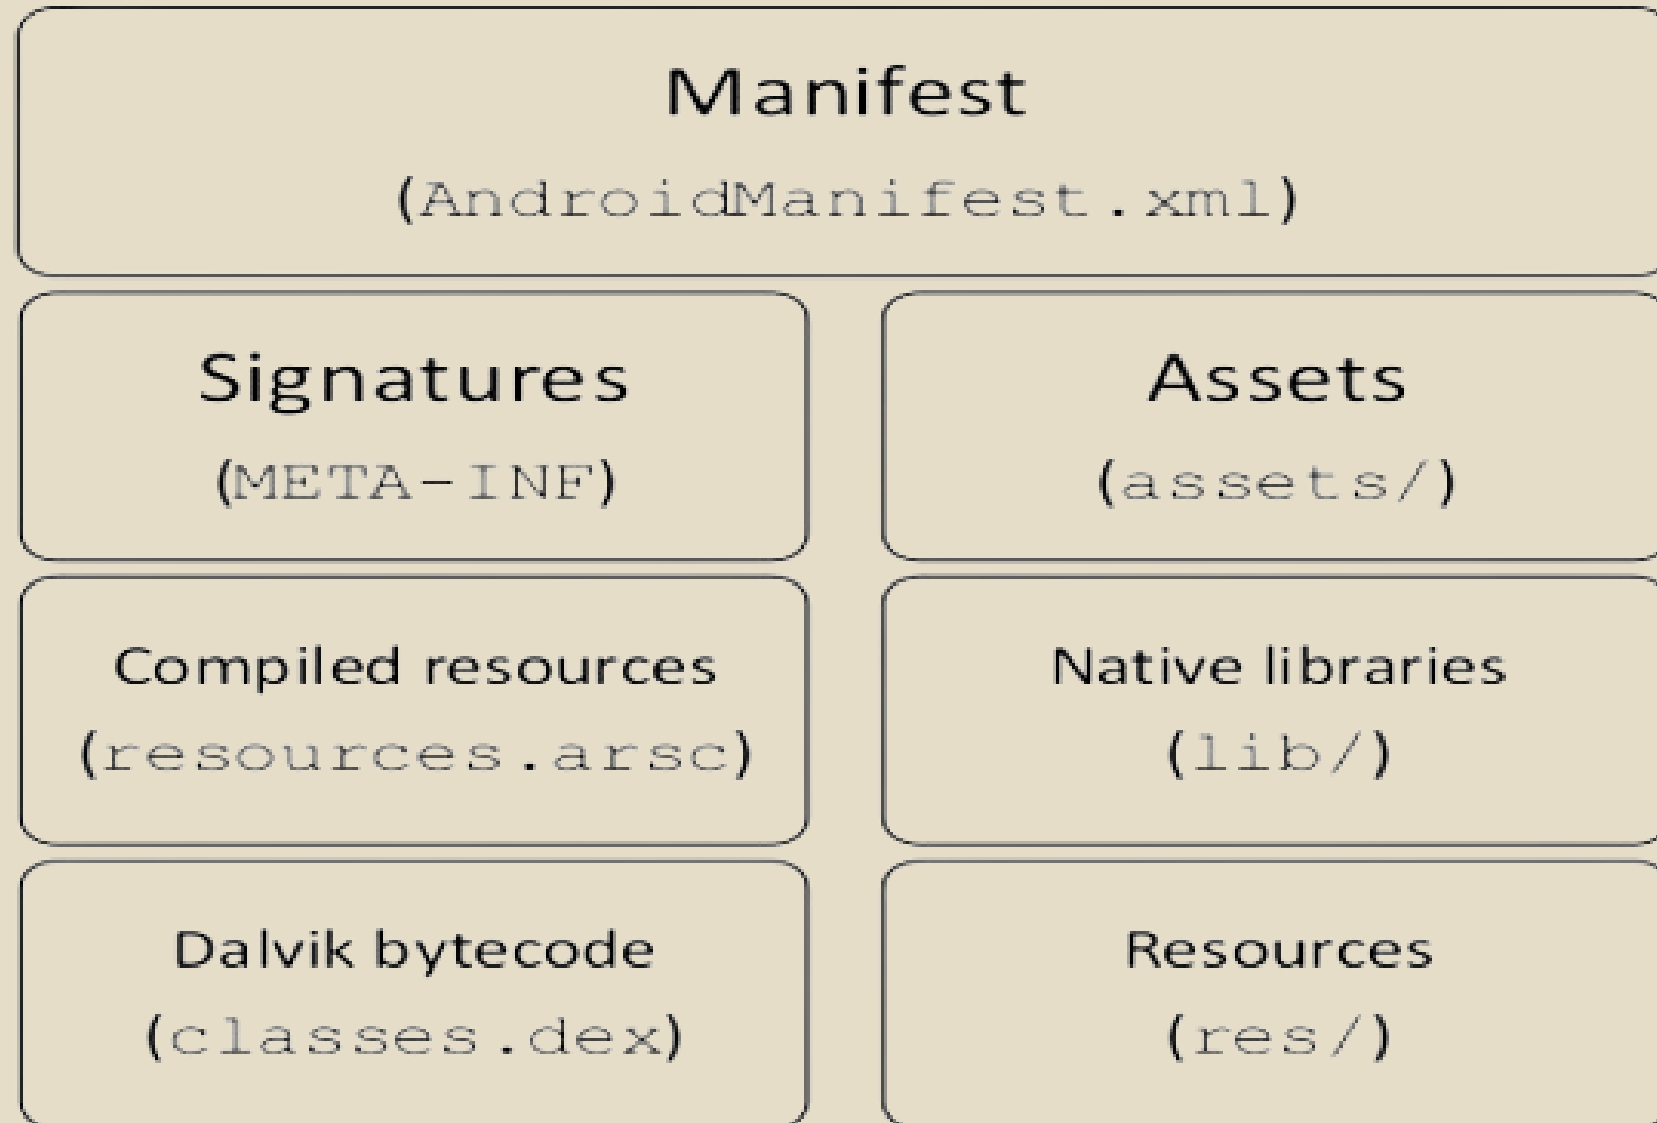 Manifest
(AndroidManifest.xml)
Signatures
(META-INF)
Assets
(assets/)
Compiled resources
(resources.arsc)
Native libraries
(lib/)
Dalvik bytecode
(classes.dex)
Resources
(res/)